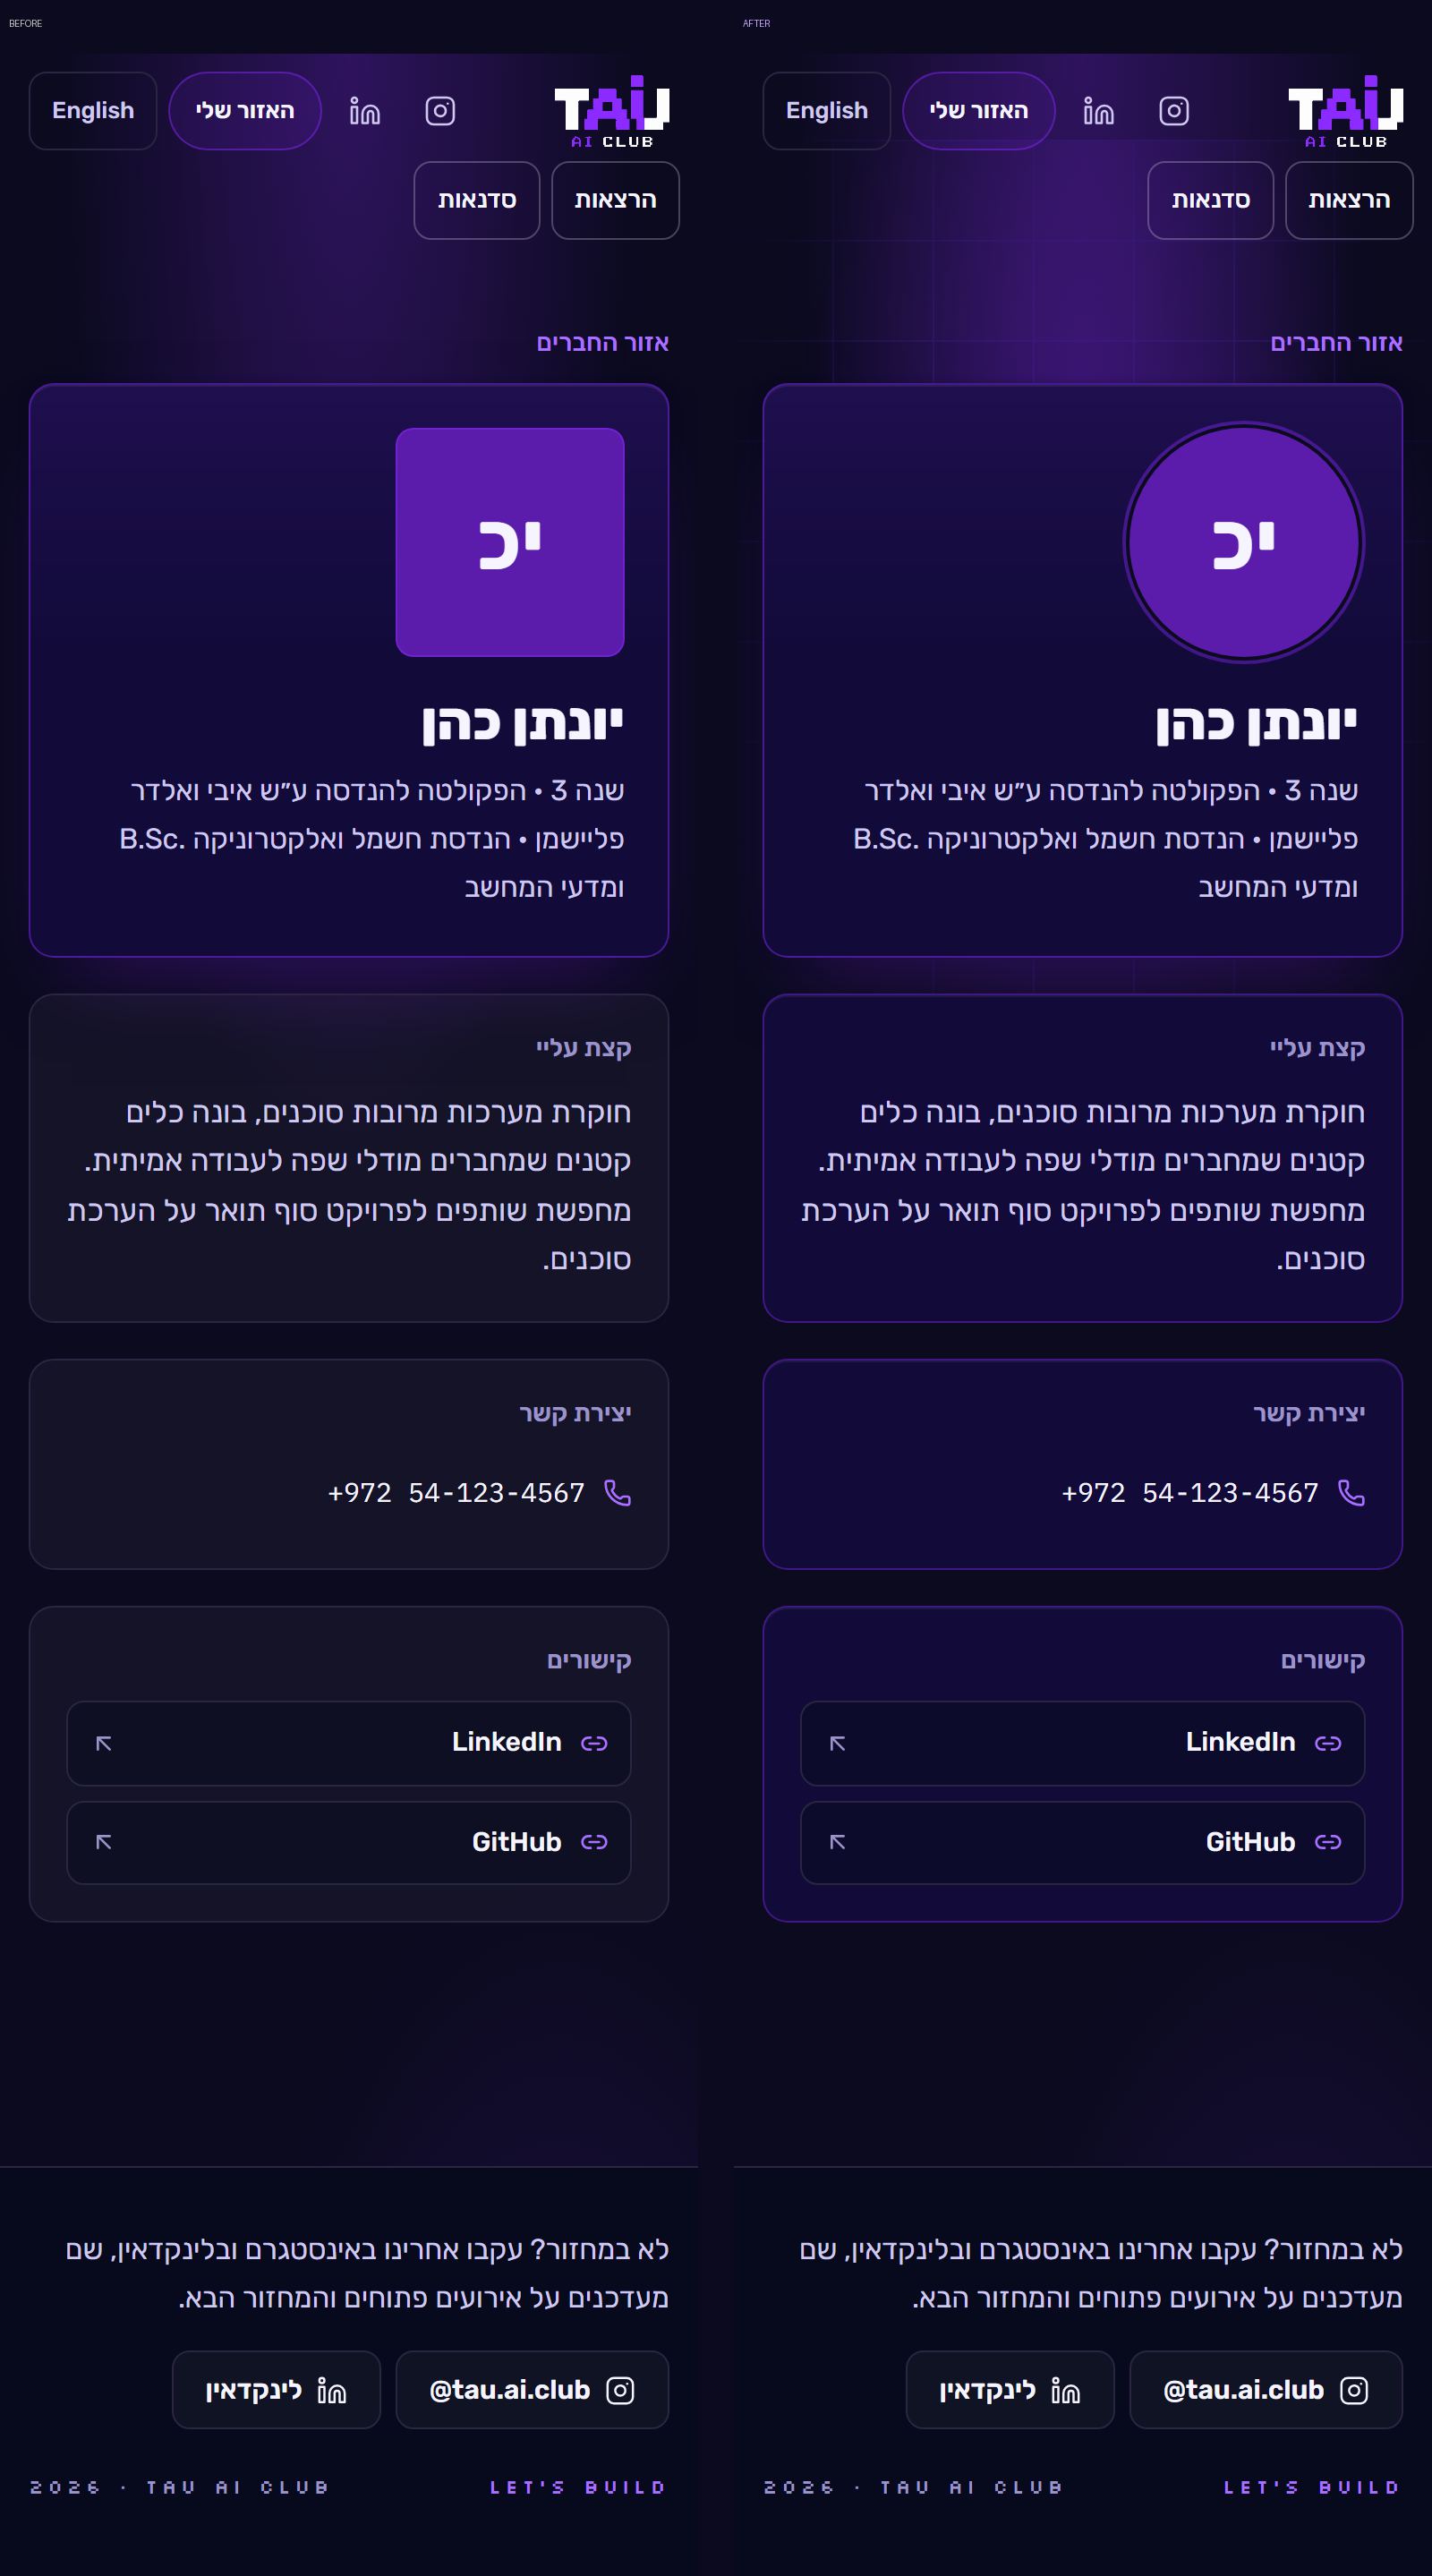 BEFORE
TAU
AI CLUB
האזור שלי
English
הרצאות
סדנאות
אזור החברים
יכ
יונתן כהן
שנה 3 • הפקולטה להנדסה ע״ש איבי ואלדר
פליישמן • הנדסת חשמל ואלקטרוניקה B.Sc.
ומדעי המחשב
קצת עליי
חוקרת מערכות מרובות סוכנים, בונה כלים
קטנים שמחברים מודלי שפה לעבודה אמיתית.
מחפשת שותפים לפרויקט סוף תואר על הערכת
סוכנים.
יצירת קשר
+972 54-123-4567
קישורים
LinkedIn
GitHub
לא במחזור? עקבו אחרינו באינסטגרם ובלינקדאין, שם
מעדכנים על אירועים פתוחים והמחזור הבא.
@tau.ai.club
לינקדאין
LET'S BUILD
2026 · TAU AI CLUB
AFTER
TAU
AI CLUB
האזור שלי
English
הרצאות
סדנאות
אזור החברים
יכ
יונתן כהן
שנה 3 • הפקולטה להנדסה ע״ש איבי ואלדר
פליישמן • הנדסת חשמל ואלקטרוניקה B.Sc.
ומדעי המחשב
קצת עליי
חוקרת מערכות מרובות סוכנים, בונה כלים
קטנים שמחברים מודלי שפה לעבודה אמיתית.
מחפשת שותפים לפרויקט סוף תואר על הערכת
סוכנים.
יצירת קשר
+972 54-123-4567
קישורים
LinkedIn
GitHub
לא במחזור? עקבו אחרינו באינסטגרם ובלינקדאין, שם
מעדכנים על אירועים פתוחים והמחזור הבא.
@tau.ai.club
לינקדאין
LET'S BUILD
2026 · TAU AI CLUB